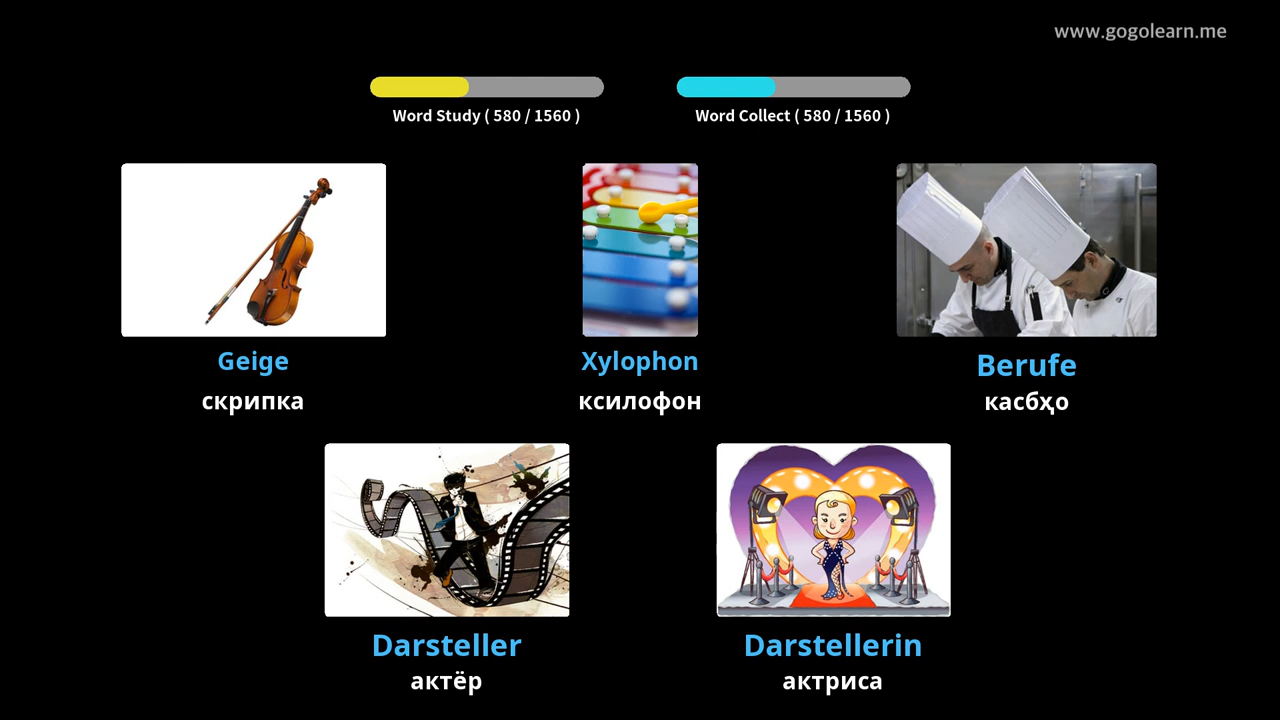 www.gogolearn.me
Word Study ( 580 / 1560 )
Word Collect ( 580 / 1560 )
Geige
скрипка
Xylophon
ксилофон
Berufe
касбҳо
Darsteller
актёр
Darstellerin
актриса